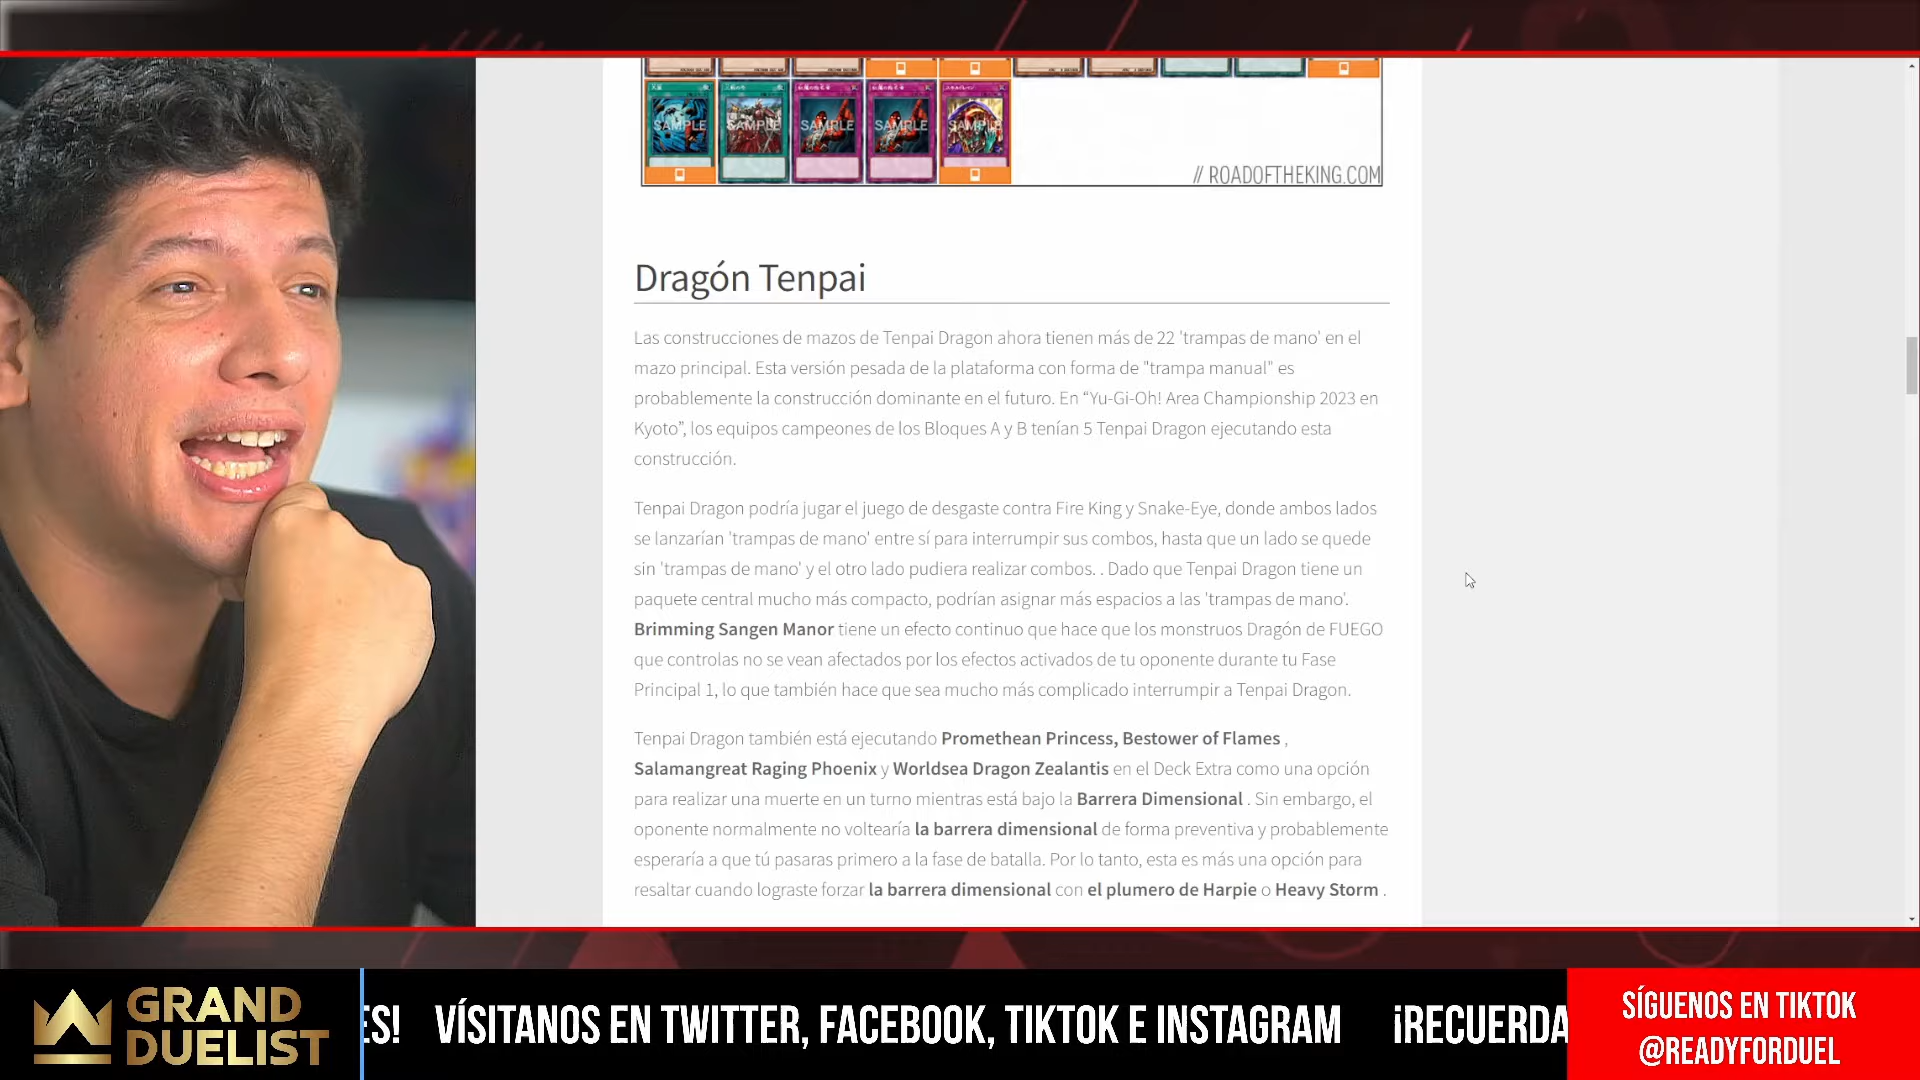 SAMPLE SAMPLE SAMPLE SAMPLE SAMPLE
// ROADOFTHEKING.COM
Dragón Tenpai
Las construcciones de mazos de Tenpai Dragon ahora tienen más de 22 'trampas de mano' en el
mazo principal. Esta versión pesada de la plataforma con forma de "trampa manual" es
probablemente la construcción dominante en el futuro. En “Yu-Gi-Oh! Area Championship 2023 en
Kyoto”, los equipos campeones de los Bloques A y B tenían 5 Tenpai Dragon ejecutando esta
construcción.
Tenpai Dragon podría jugar el juego de desgaste contra Fire King y Snake-Eye, donde ambos lados
se lanzarían 'trampas de mano' entre sí para interrumpir sus combos, hasta que un lado se quede
sin 'trampas de mano' y el otro lado pudiera realizar combos. . Dado que Tenpai Dragon tiene un
paquete central mucho más compacto, podrían asignar más espacios a las 'trampas de mano'.
Brimming Sangen Manor tiene un efecto continuo que hace que los monstruos Dragón de FUEGO
que controlas no se vean afectados por los efectos activados de tu oponente durante tu Fase
Principal 1, lo que también hace que sea mucho más complicado interrumpir a Tenpai Dragon.
Tenpai Dragon también está ejecutando Promethean Princess, Bestower of Flames ,
Salamangreat Raging Phoenix y Worldsea Dragon Zealantis en el Deck Extra como una opción
para realizar una muerte en un turno mientras está bajo la Barrera Dimensional . Sin embargo, el
oponente normalmente no voltearía la barrera dimensional de forma preventiva y probablemente
esperaría a que tú pasaras primero a la fase de batalla. Por lo tanto, esta es más una opción para
resaltar cuando lograste forzar la barrera dimensional con el plumero de Harpie o Heavy Storm .
GRAND
DUELIST
ES! VÍSITANOS EN TWITTER, FACEBOOK, TIKTOK E INSTAGRAM ¡RECUERDA
SÍGUENOS EN TIKTOK
@READYFORDUEL